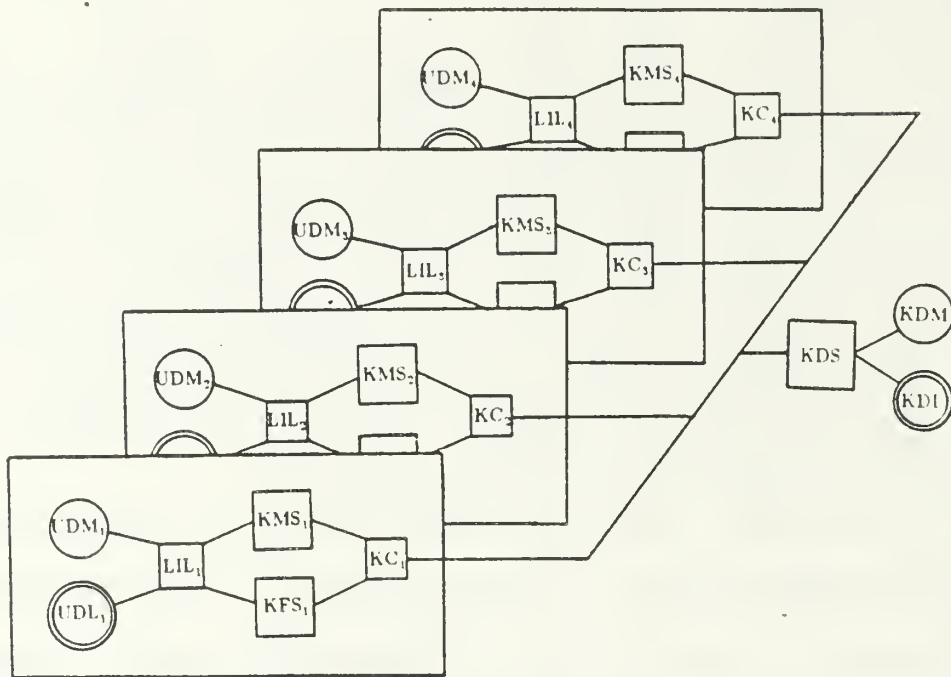 UDM₄
KMS₄
LIL₄
KC₄
UDM₃
KMS₃
LIL₃
KC₃
UDM₂
KMS₂
LIL₂
KC₂
UDM₁
KMS₁
LIL₁
KC₁
UDL₁
KFS₁
KDS
KDM
KDL